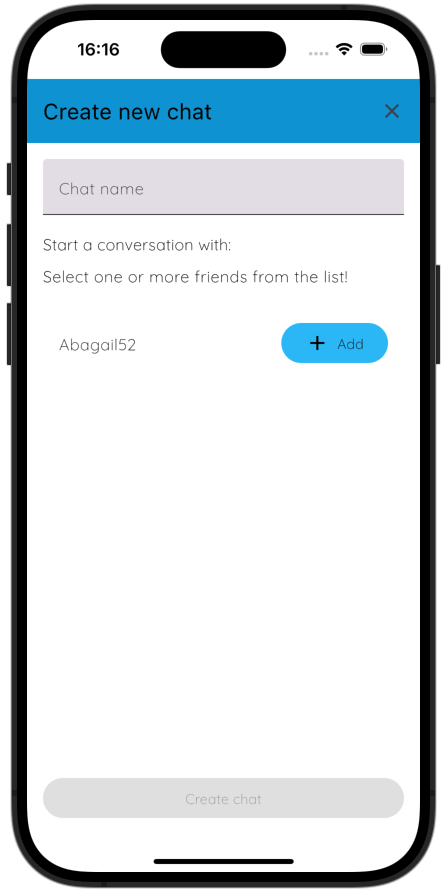 16:16
Create new chat
Chat name
Start a conversation with:
Select one or more friends from the list!
Abagail52
Add
Create chat